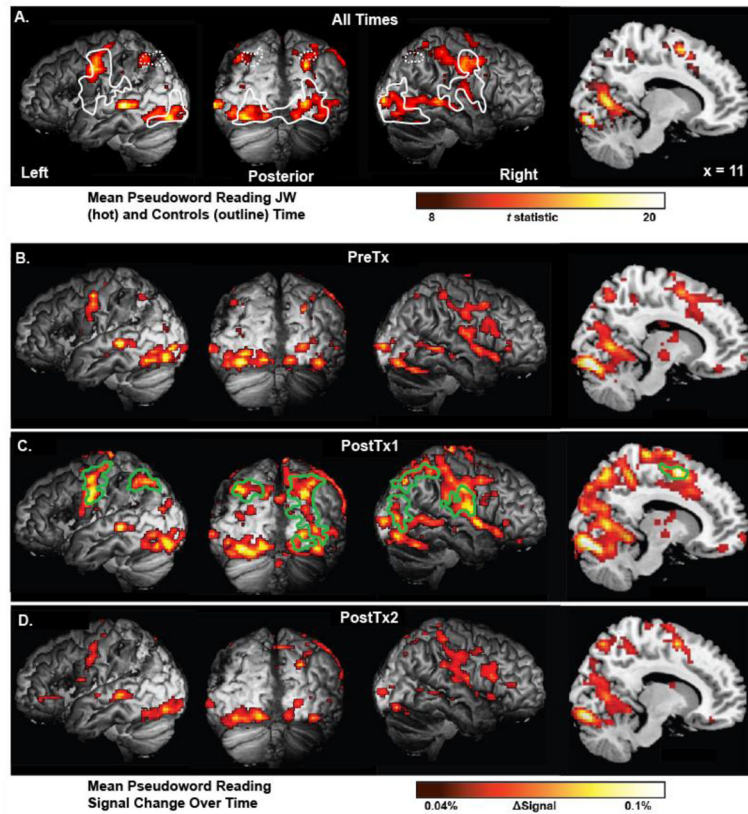 A.
All Times
Left
Posterior
Right
x = 11
Mean Pseudoword Reading JW
(hot) and Controls (outline) Time
8
t statistic
20
B.
PreTx
C.
PostTx1
D.
PostTx2
Mean Pseudoword Reading
Signal Change Over Time
0.04%
ΔSignal
0.1%